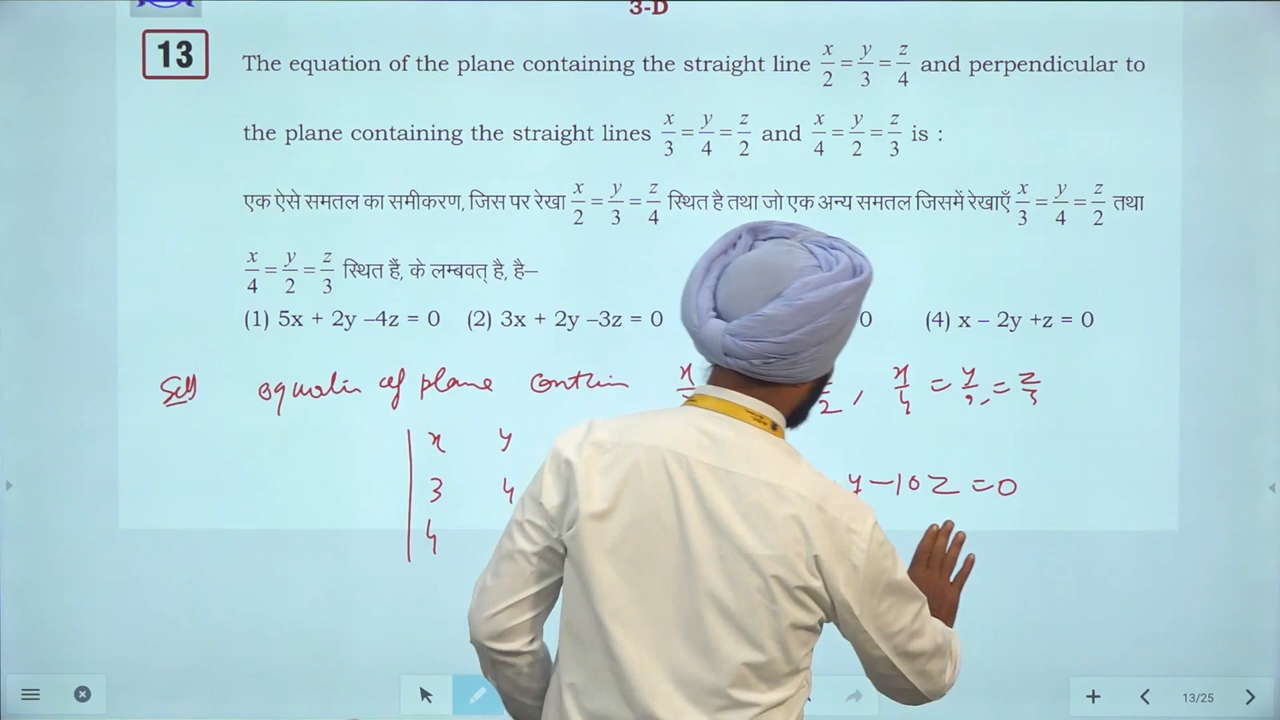 3-D
13
The equation of the plane containing the straight line x/2 = y/3 = z/4 and perpendicular to
the plane containing the straight lines x/3 = y/4 = z/2 and x/4 = y/2 = z/3 is :
एक ऐसे समतल का समीकरण, जिस पर रेखा x/2 = y/3 = z/4 स्थित है तथा जो एक अन्य समतल जिसमें रेखाएँ x/3 = y/4 = z/2 तथा
x/4 = y/2 = z/3 स्थित हैं, के लम्बवत् है, है–
(1) 5x + 2y –4z = 0 (2) 3x + 2y –3z = 0 0 (4) x – 2y +z = 0
Sol equation of plane contain x 2 , x/4 = y/2 = z/3
x y
3 4 y – 10z = 0
4
13/25